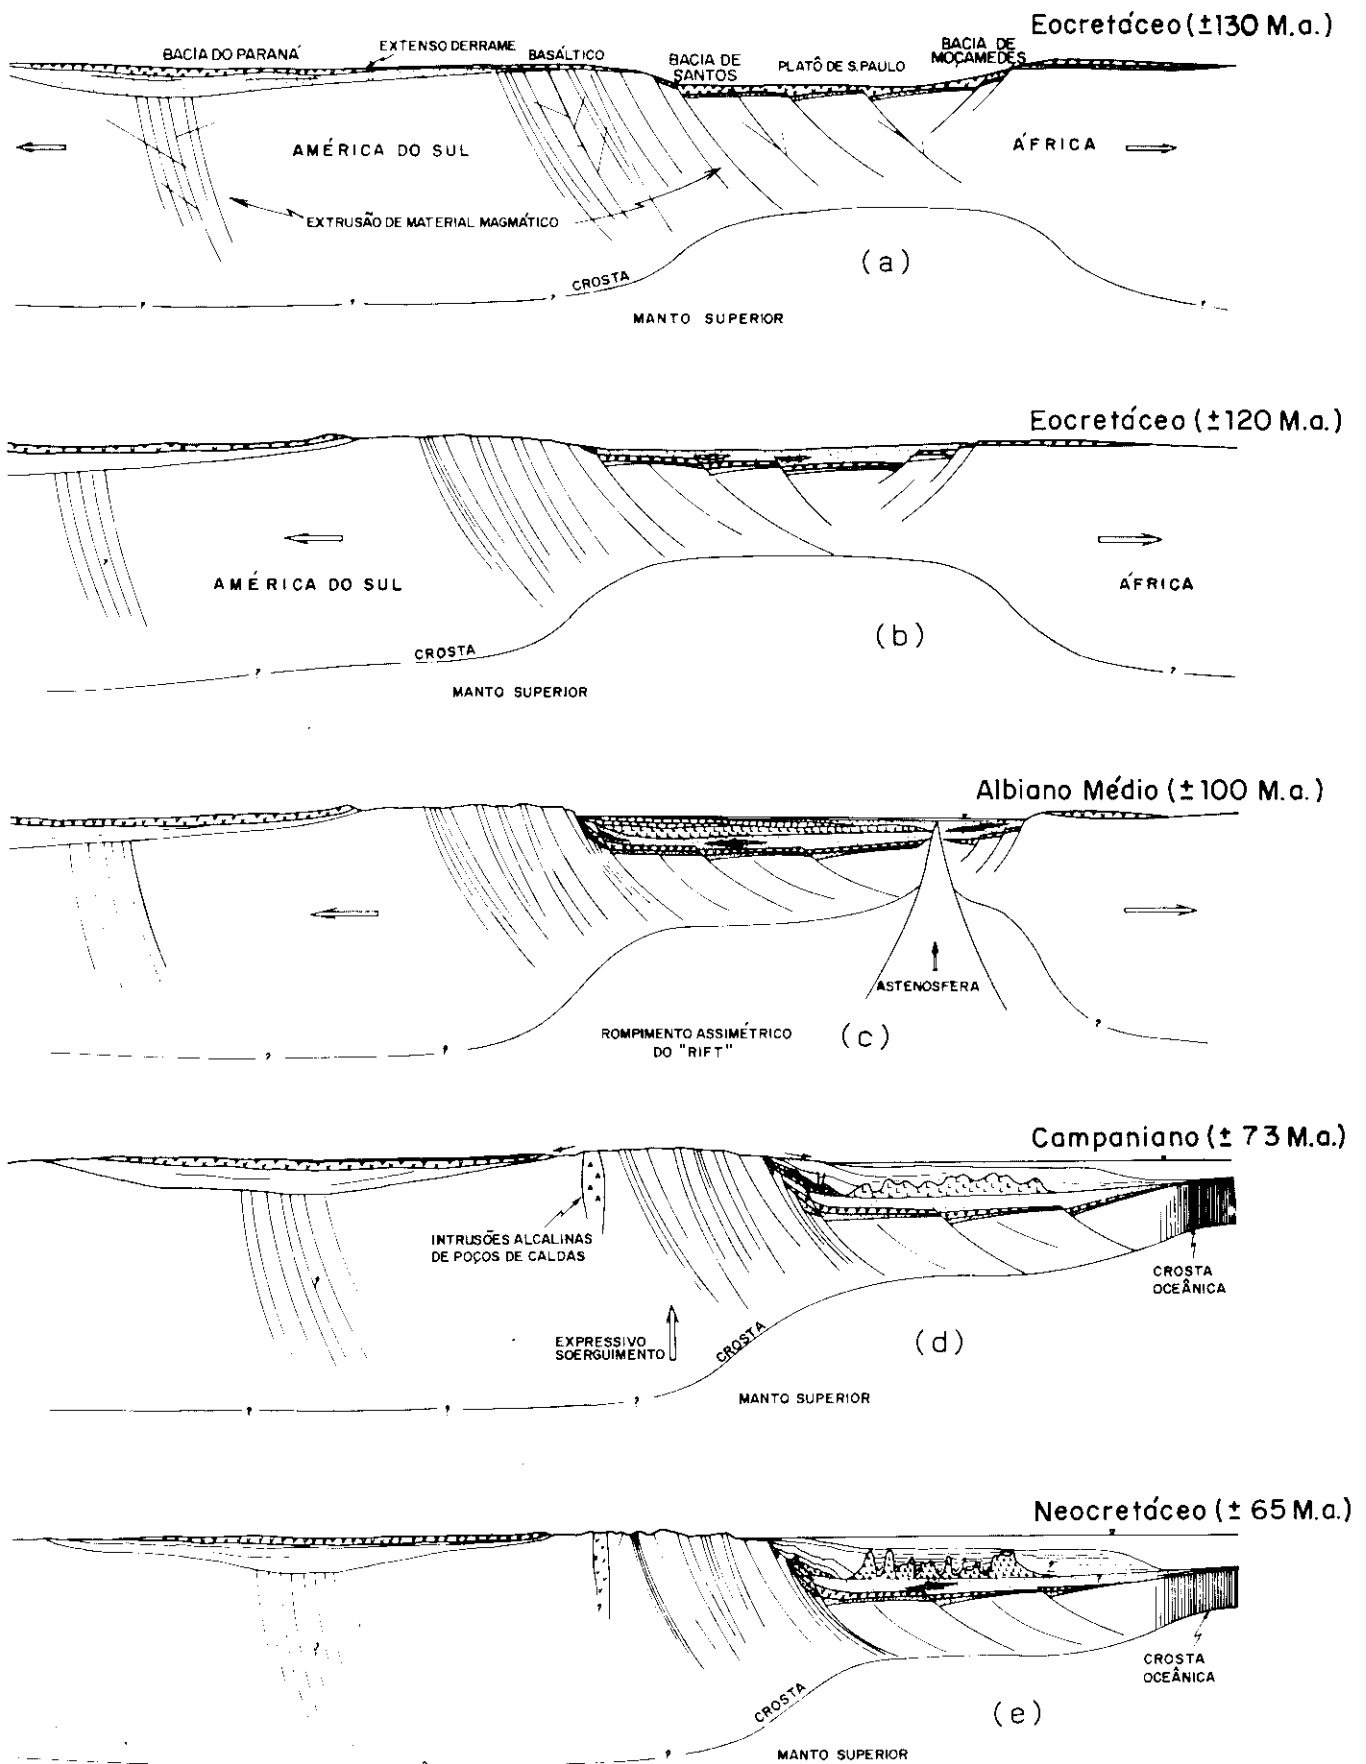 Eocretáceo (±130 M.a.)
BACIA DO PARANÁ
EXTENSO DERRAME
BASÁLTICO
BACIA DE
SANTOS
PLATÔ DE S. PAULO
BACIA DE
MOÇAMEDES
AMÉRICA DO SUL
ÁFRICA
EXTRUSÃO DE MATERIAL MAGMÁTICO
(a)
CROSTA
? ? ? ?
MANTO SUPERIOR
Eocretáceo (±120 M.a.)
?
AMÉRICA DO SUL
ÁFRICA
(b)
CROSTA
? ?
MANTO SUPERIOR
Albiano Médio (±100 M.a.)
ASTENOSFERA
ROMPIMENTO ASSIMÉTRICO
DO "RIFT"
(c)
? ? ?
Campaniano (± 73 M.a.)
INTRUSÕES ALCALINAS
DE POÇOS DE CALDAS
CROSTA
OCEÂNICA
?
EXPRESSIVO
SOERGUIMENTO
CROSTA
(d)
? ? ?
MANTO SUPERIOR
Neocretáceo (± 65 M.a.)
?
?
CROSTA
OCEÂNICA
CROSTA
(e)
?
MANTO SUPERIOR